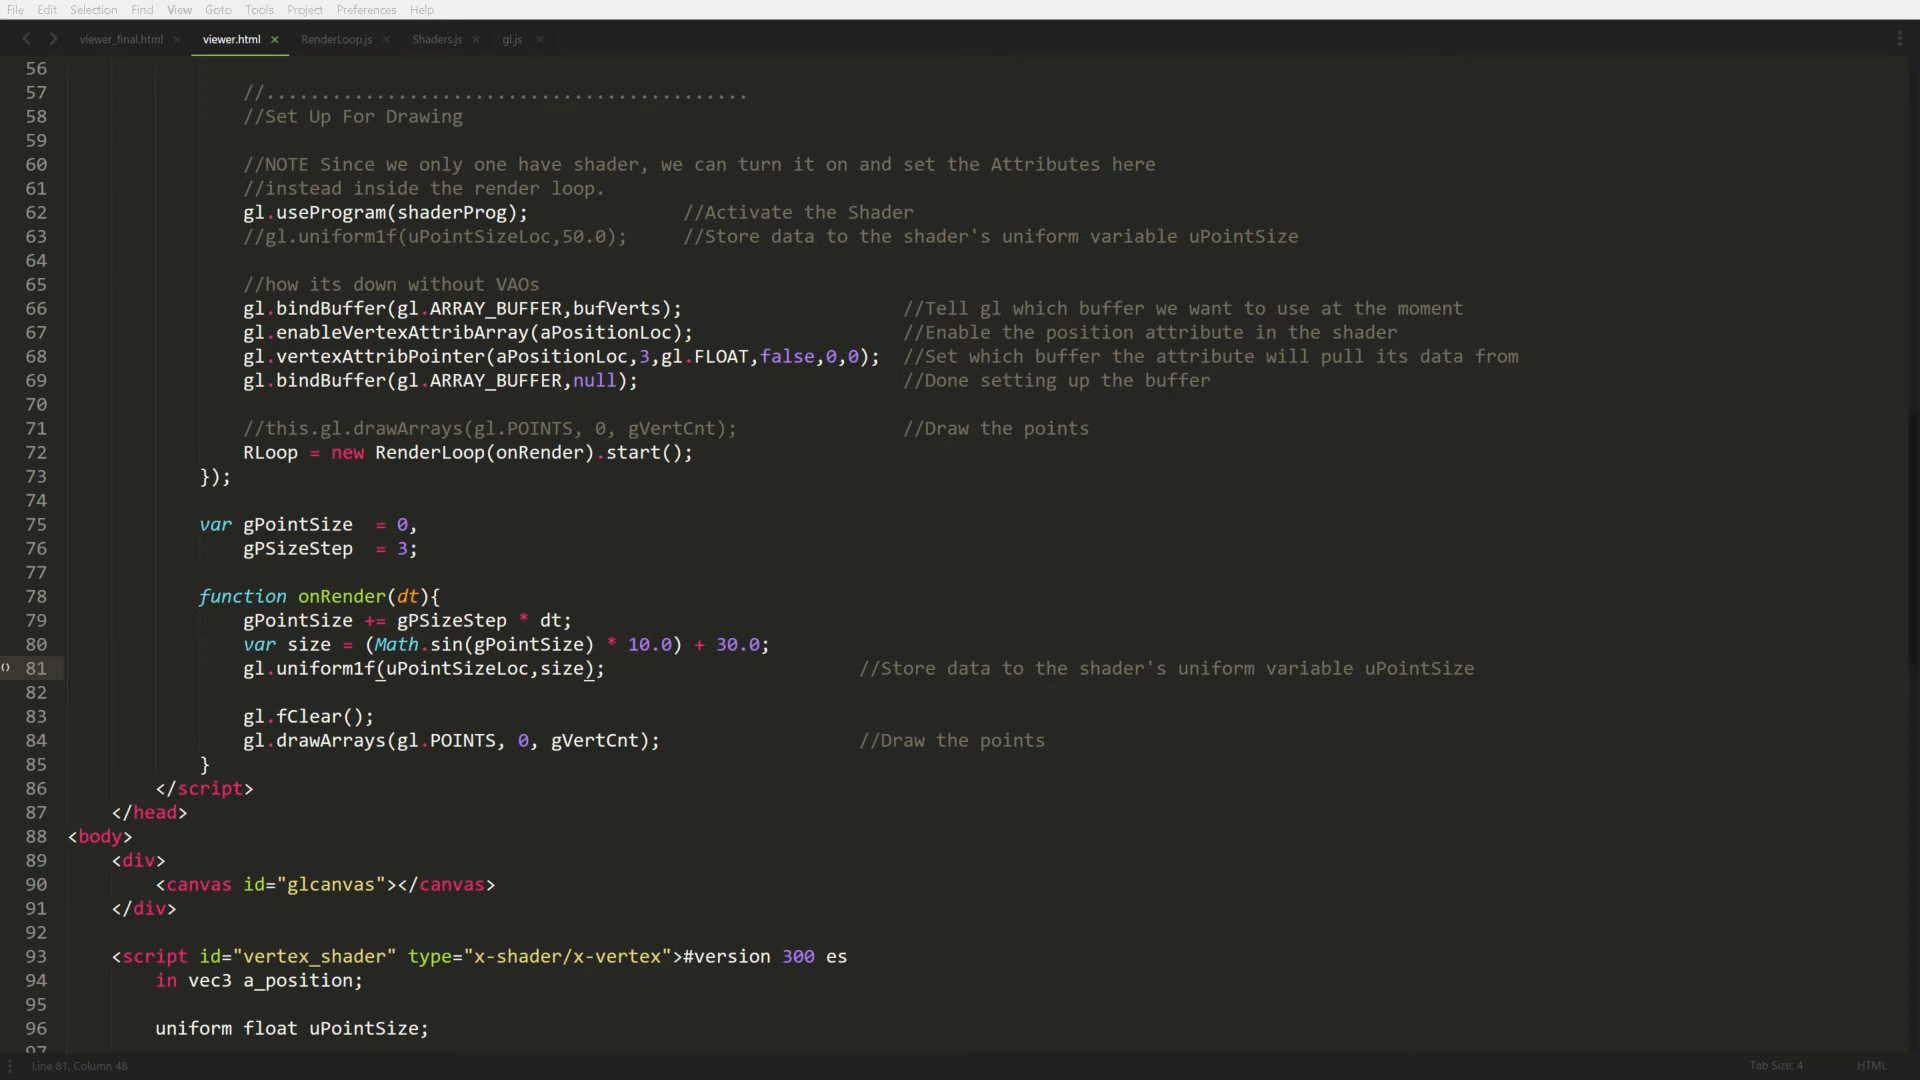 File Edit Selection Find View Goto Tools Project Preferences Help
viewer_final.html × viewer.html × RenderLoop.js × Shaders.js × gl.js ×
56
57 //............................................
58 //Set Up For Drawing
59
60 //NOTE Since we only one have shader, we can turn it on and set the Attributes here
61 //instead inside the render loop.
62 gl.useProgram(shaderProg); //Activate the Shader
63 //gl.uniform1f(uPointSizeLoc,50.0); //Store data to the shader's uniform variable uPointSize
64
65 //how its down without VAOs
66 gl.bindBuffer(gl.ARRAY_BUFFER,bufVerts); //Tell gl which buffer we want to use at the moment
67 gl.enableVertexAttribArray(aPositionLoc); //Enable the position attribute in the shader
68 gl.vertexAttribPointer(aPositionLoc,3,gl.FLOAT,false,0,0); //Set which buffer the attribute will pull its data from
69 gl.bindBuffer(gl.ARRAY_BUFFER,null); //Done setting up the buffer
70
71 //this.gl.drawArrays(gl.POINTS, 0, gVertCnt); //Draw the points
72 RLoop = new RenderLoop(onRender).start();
73 });
74
75 var gPointSize = 0,
76 gPSizeStep = 3;
77
78 function onRender(dt){
79 gPointSize += gPSizeStep * dt;
80 var size = (Math.sin(gPointSize) * 10.0) + 30.0;
81 gl.uniform1f(uPointSizeLoc,size); //Store data to the shader's uniform variable uPointSize
82
83 gl.fClear();
84 gl.drawArrays(gl.POINTS, 0, gVertCnt); //Draw the points
85 }
86 </script>
87 </head>
88 <body>
89 <div>
90 <canvas id="glcanvas"></canvas>
91 </div>
92
93 <script id="vertex_shader" type="x-shader/x-vertex">#version 300 es
94 in vec3 a_position;
95
96 uniform float uPointSize;
97
Line 81, Column 48 Tab Size: 4 HTML